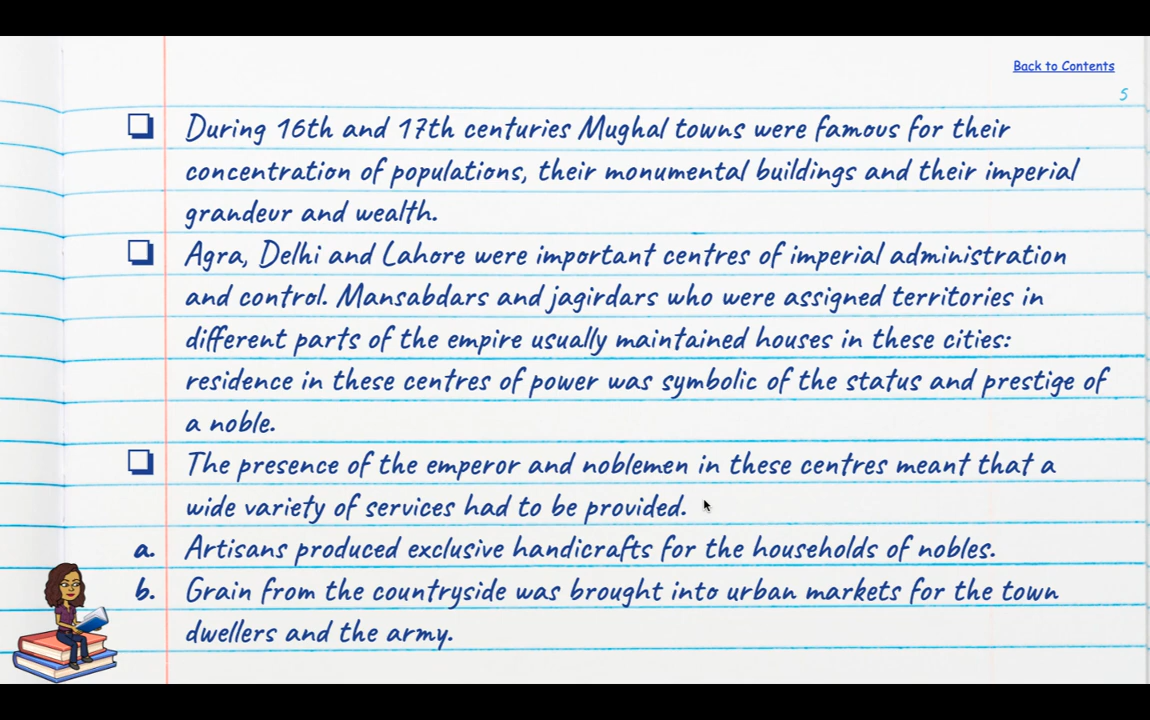 Back to Contents
5
During 16th and 17th centuries Mughal towns were famous for their
concentration of populations, their monumental buildings and their imperial
grandeur and wealth.
Agra, Delhi and Lahore were important centres of imperial administration
and control. Mansabdars and jagirdars who were assigned territories in
different parts of the empire usually maintained houses in these cities:
residence in these centres of power was symbolic of the status and prestige of
a noble.
The presence of the emperor and noblemen in these centres meant that a
wide variety of services had to be provided.
a. Artisans produced exclusive handicrafts for the households of nobles.
b. Grain from the countryside was brought into urban markets for the town
dwellers and the army.